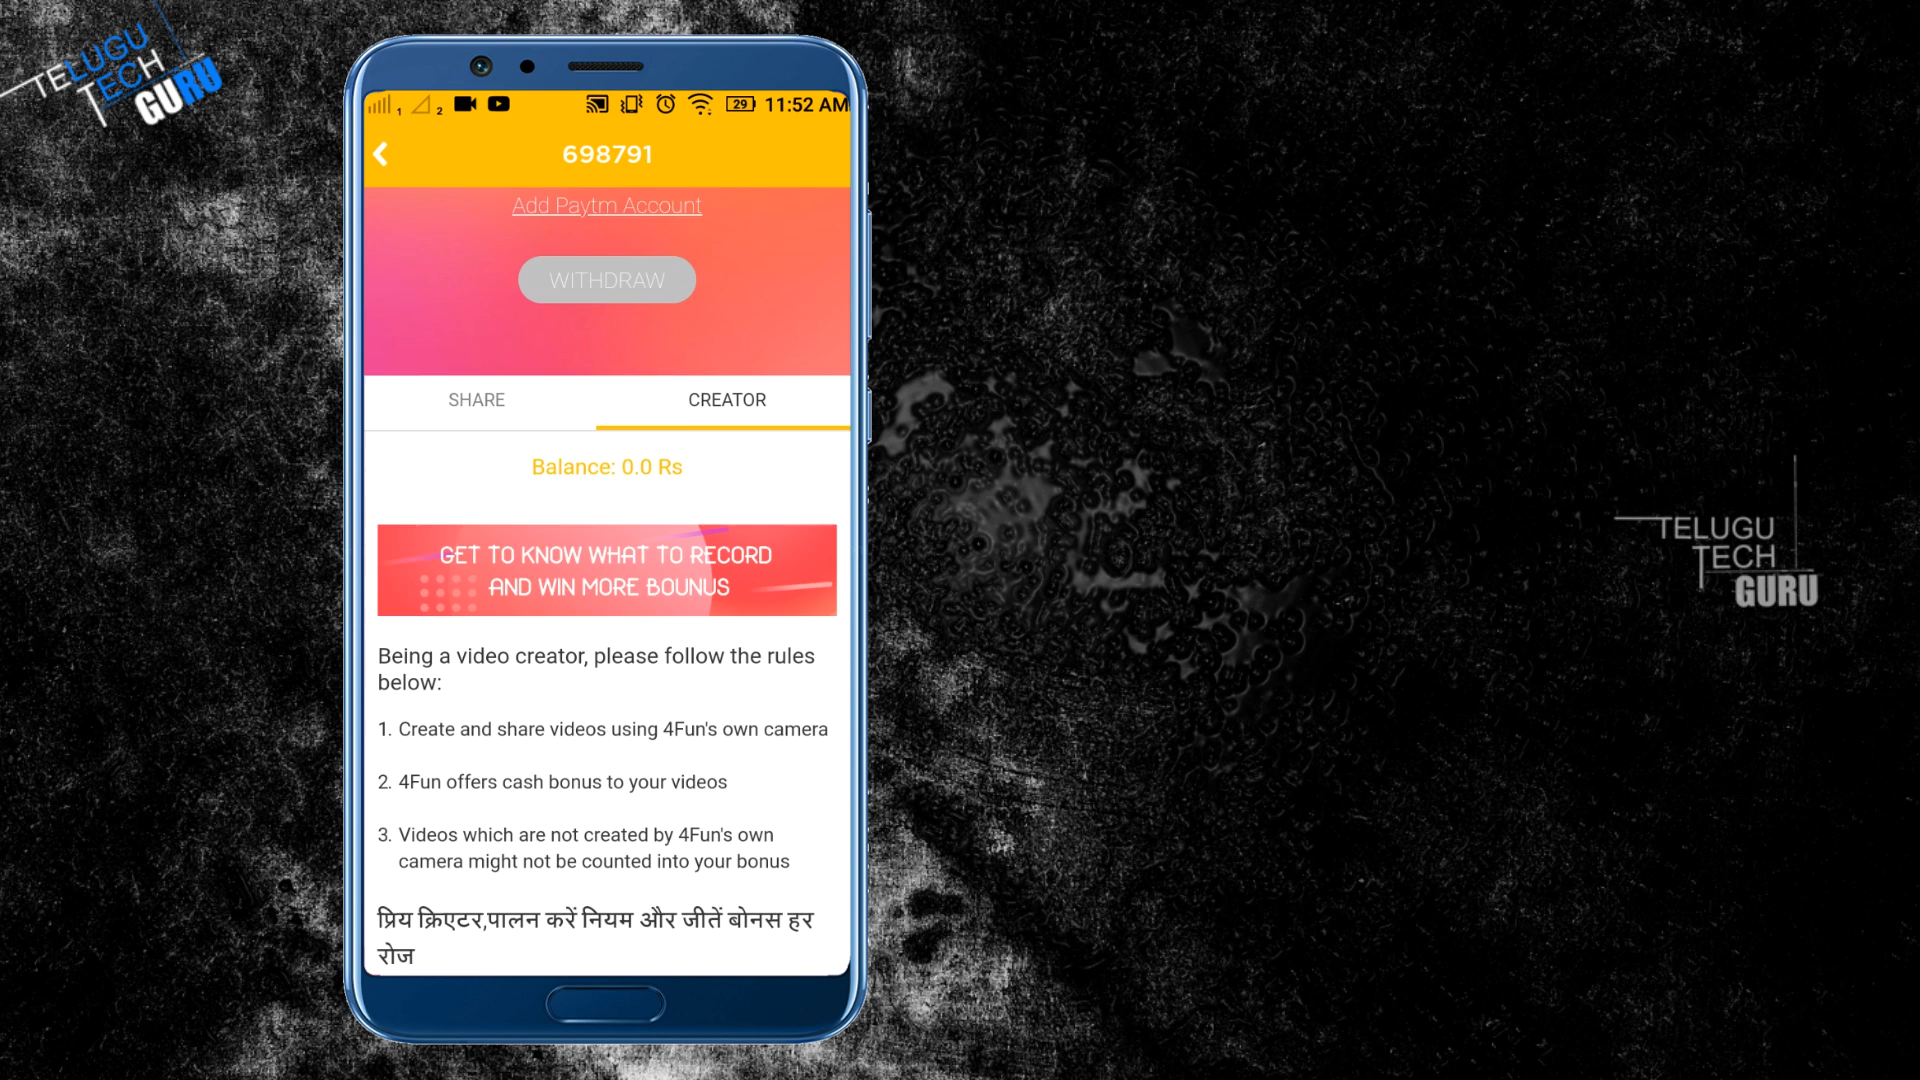 TELUGU
TECH
GURU
1 2 29 11:52 AM
698791
Add Paytm Account
WITHDRAW
SHARE CREATOR
Balance: 0.0 Rs
GET TO KNOW WHAT TO RECORD
AND WIN MORE BOUNUS
Being a video creator, please follow the rules
below:
1. Create and share videos using 4Fun's own camera
2. 4Fun offers cash bonus to your videos
3. Videos which are not created by 4Fun's own
camera might not be counted into your bonus
प्रिय क्रिएटर,पालन करें नियम और जीतें बोनस हर
रोज
TELUGU
TECH
GURU